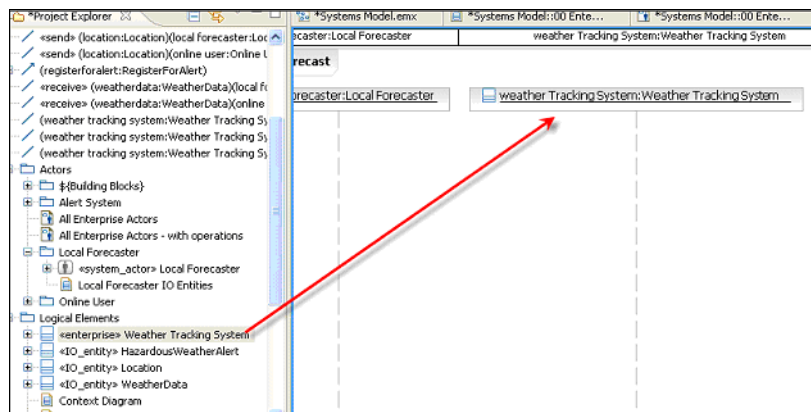 *Project Explorer
*Systems Model.emx
*Systems Model::00 Ente...
*Systems Model::00 Ente...
«send» (location:Location)(local forecaster:Loc
«send» (location:Location)(online user:Online U
(registerforalert:RegisterForAlert)
«receive» (weatherdata:WeatherData)(local fo
«receive» (weatherdata:WeatherData)(online
(weather tracking system:Weather Tracking Sy
(weather tracking system:Weather Tracking Sy
(weather tracking system:Weather Tracking Sy
Actors
${Building Blocks}
Alert System
All Enterprise Actors
All Enterprise Actors - with operations
Local Forecaster
«system_actor» Local Forecaster
Local Forecaster IO Entities
Online User
Logical Elements
«enterprise» Weather Tracking System
«IO_entity» HazardousWeatherAlert
«IO_entity» Location
«IO_entity» WeatherData
Context Diagram
ecaster:Local Forecaster
weather Tracking System:Weather Tracking System
recast
orecaster:Local Forecaster
weather Tracking System:Weather Tracking System